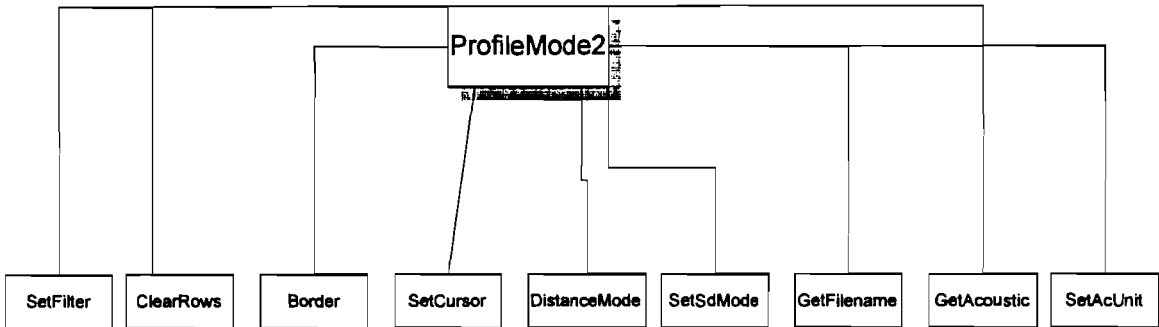 ProfileMode2
SetFilter
ClearRows
Border
SetCursor
DistanceMode
SetSdMode
GetFilename
GetAcoustic
SetAcUnit